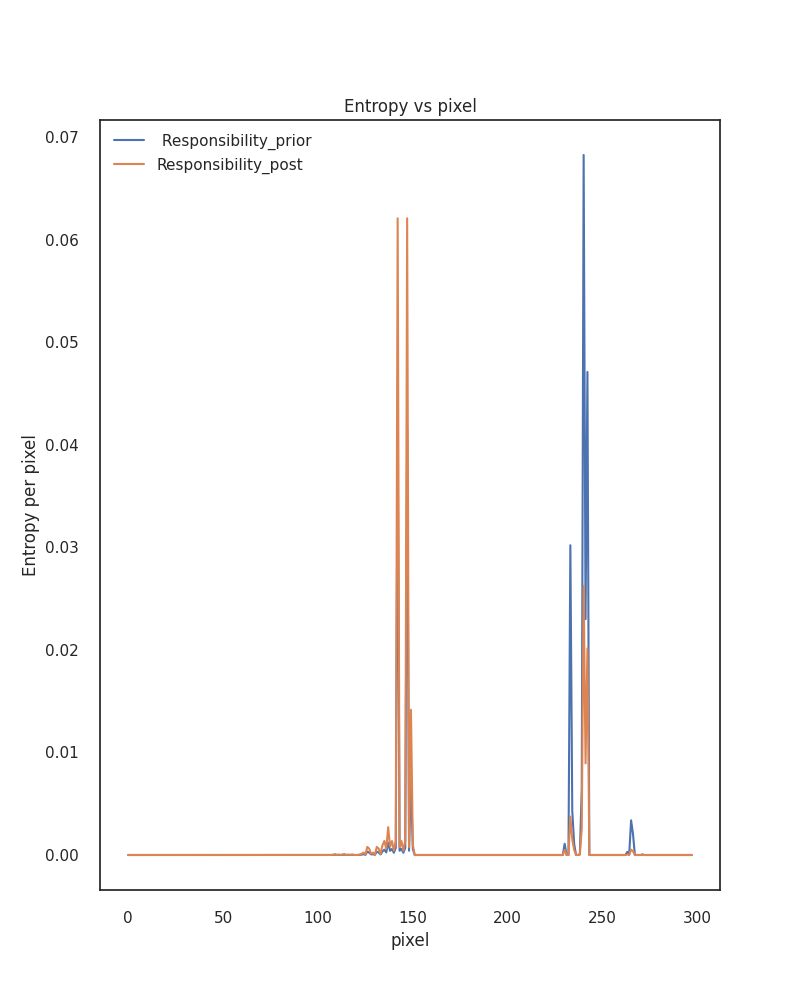 Entropy vs pixel
Responsibility_prior
Responsibility_post
0.07
0.06
0.05
0.04
0.03
0.02
0.01
0.00
Entropy per pixel
0 50 100 150 200 250 300
pixel